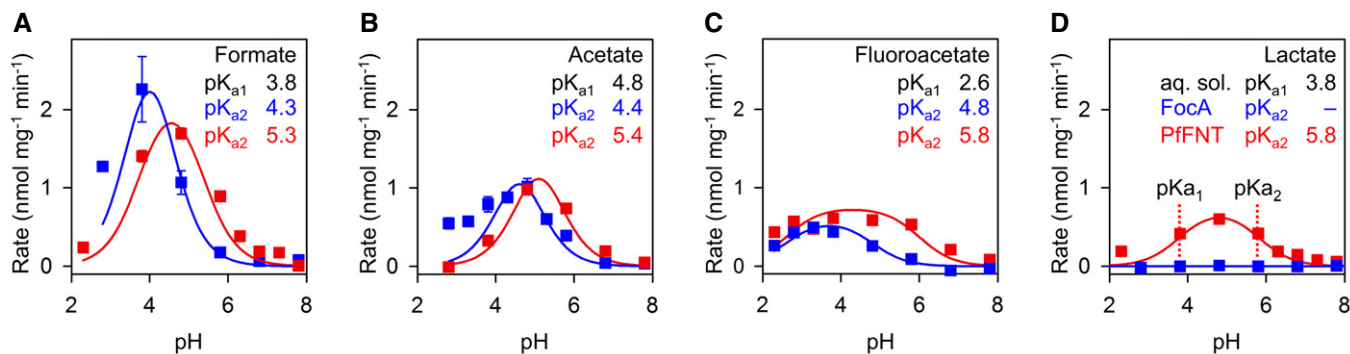 A
Rate (nmol mg-1 min-1)
2
1
0
Formate
pKa1 3.8
pKa2 4.3
pKa2 5.3
2 4 6 8
pH
B
Rate (nmol mg-1 min-1)
2
1
0
Acetate
pKa1 4.8
pKa2 4.4
pKa2 5.4
2 4 6 8
pH
C
Rate (nmol mg-1 min-1)
2
1
0
Fluoroacetate
pKa1 2.6
pKa2 4.8
pKa2 5.8
2 4 6 8
pH
D
Rate (nmol mg-1 min-1)
2
1
0
Lactate
aq. sol. pKa1 3.8
FocA pKa2 –
PfFNT pKa2 5.8
pKa1 pKa2
2 4 6 8
pH